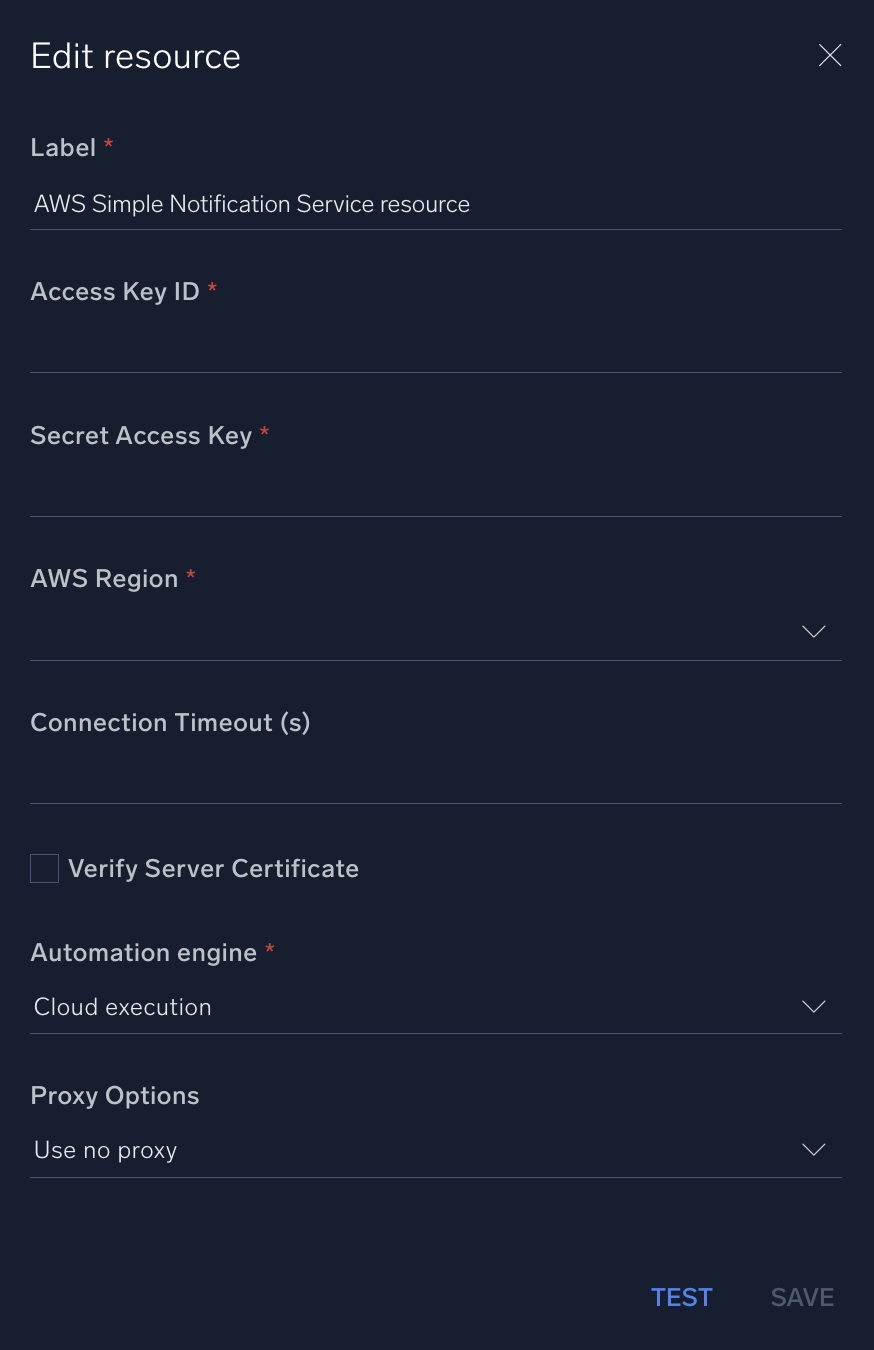 Edit resource
Label *
AWS Simple Notification Service resource
Access Key ID *
Secret Access Key *
AWS Region *
Connection Timeout (s)
Verify Server Certificate
Automation engine *
Cloud execution
Proxy Options
Use no proxy
TEST SAVE